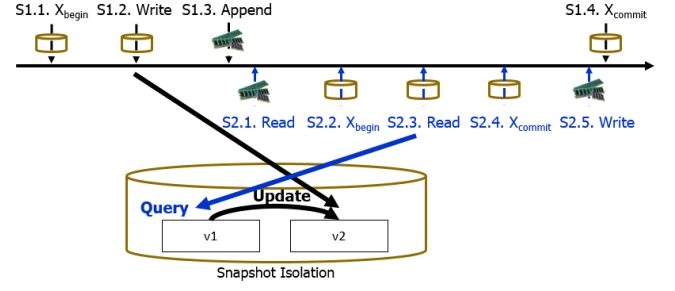 S1.1. Xbegin S1.2. Write S1.3. Append S1.4. Xcommit
S2.1. Read S2.2. Xbegin S2.3. Read S2.4. Xcommit S2.5. Write
Update
Query
v1 v2
Snapshot Isolation